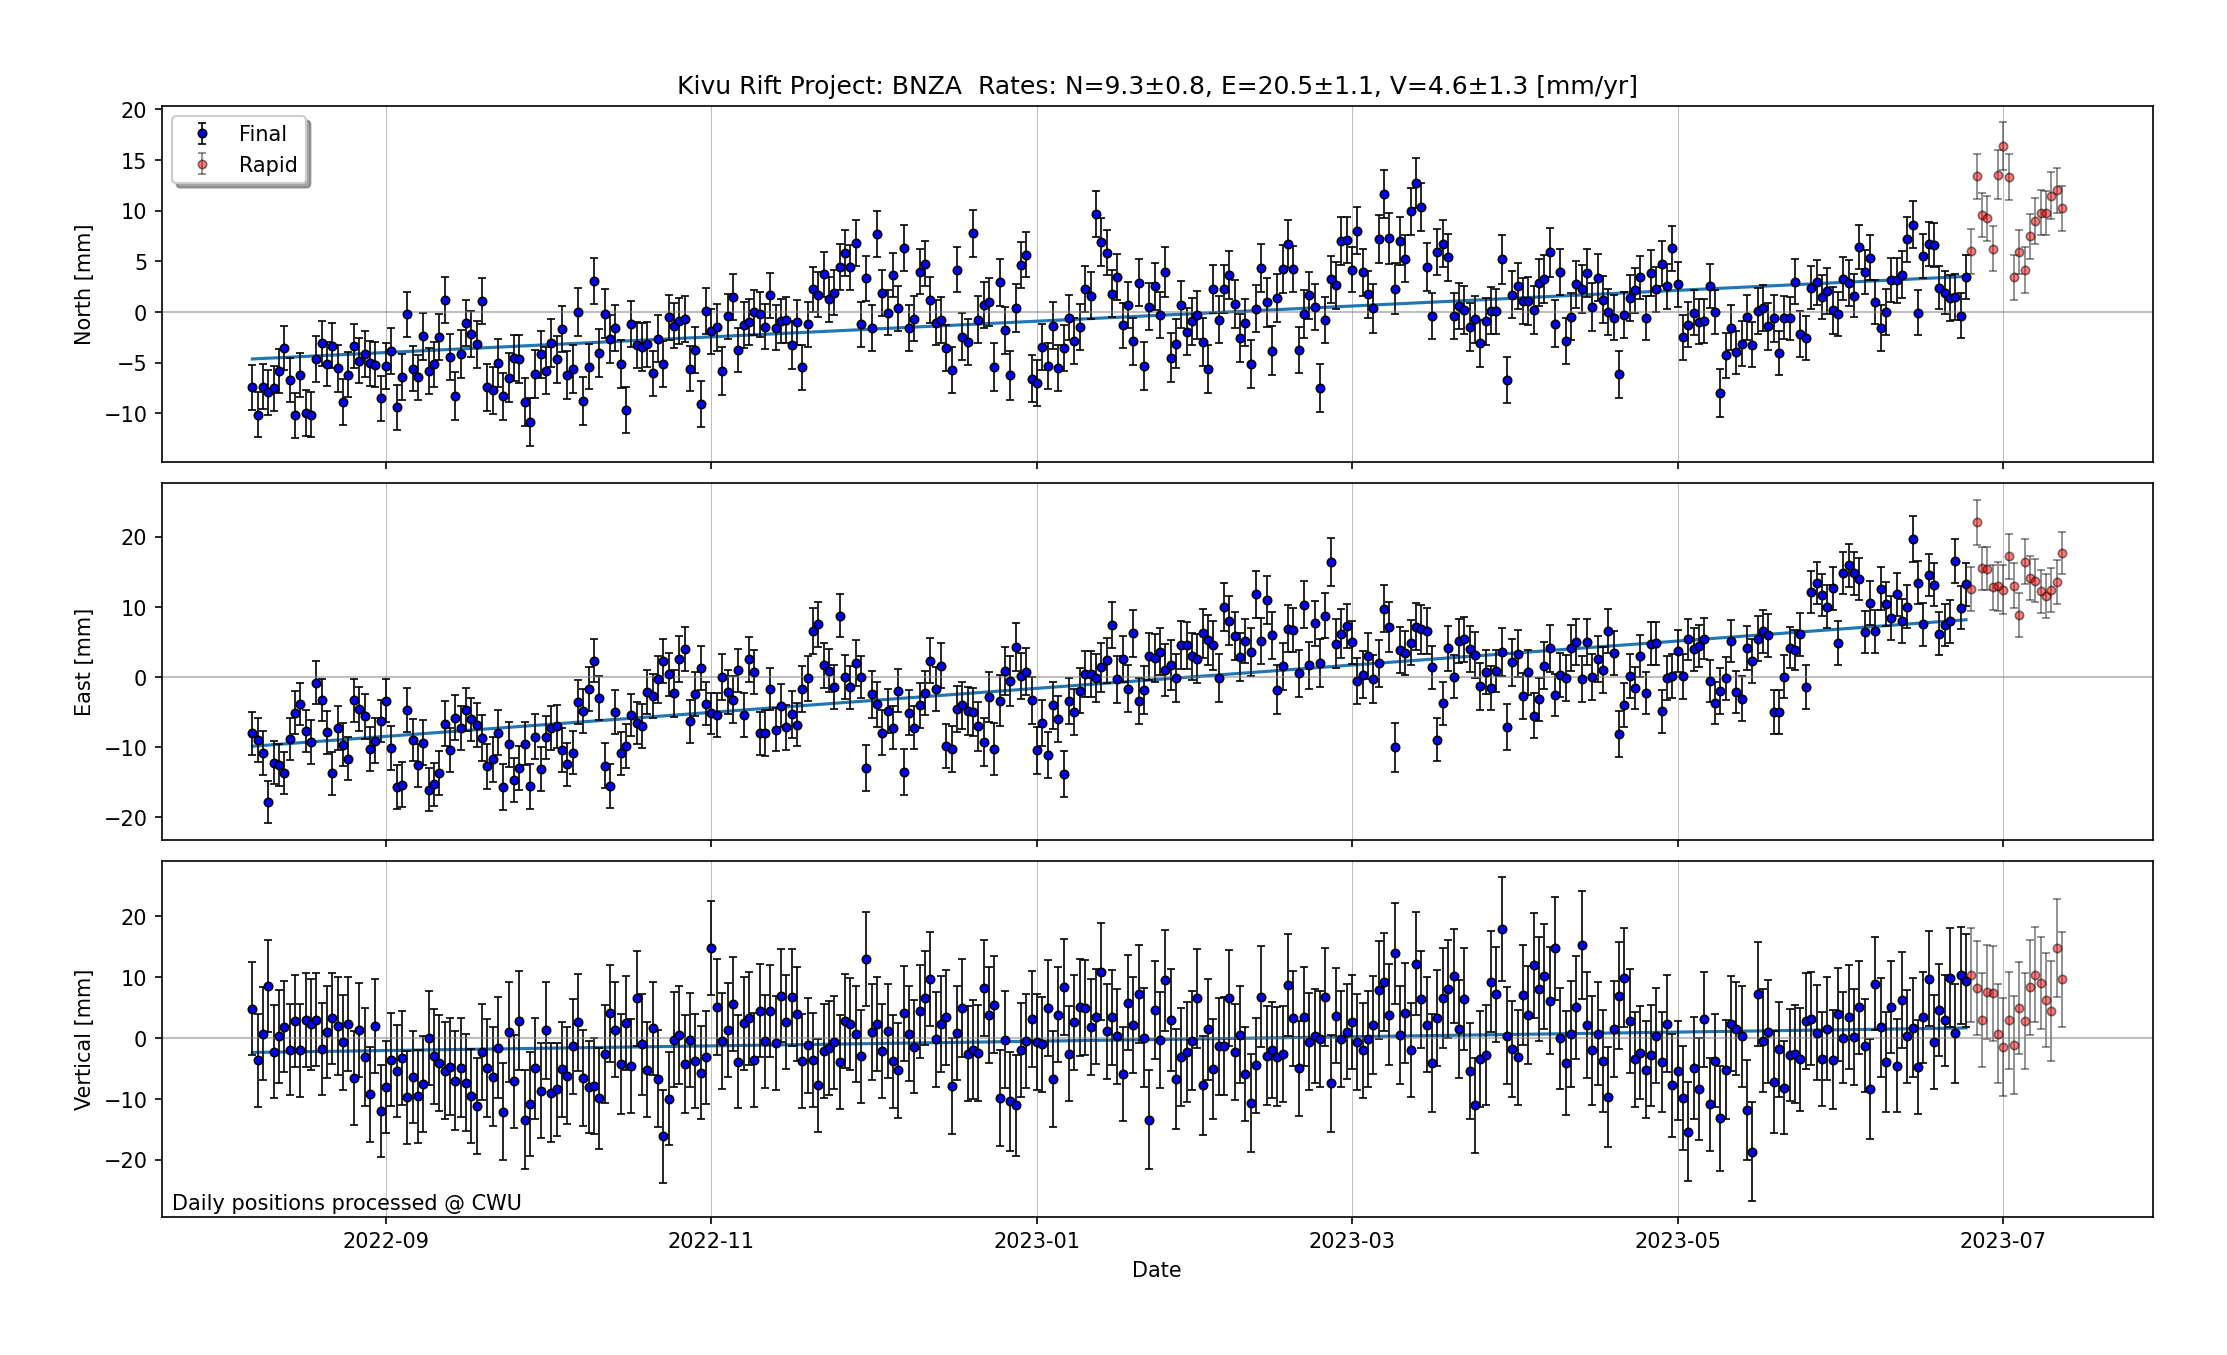 Kivu Rift Project: BNZA  Rates: N=9.3±0.8, E=20.5±1.1, V=4.6±1.3 [mm/yr]
Final
Rapid
20
15
10
5
0
−5
−10
North [mm]
20
10
0
−10
−20
East [mm]
20
10
0
−10
−20
Vertical [mm]
Daily positions processed @ CWU
2022-09 2022-11 2023-01 2023-03 2023-05 2023-07
Date